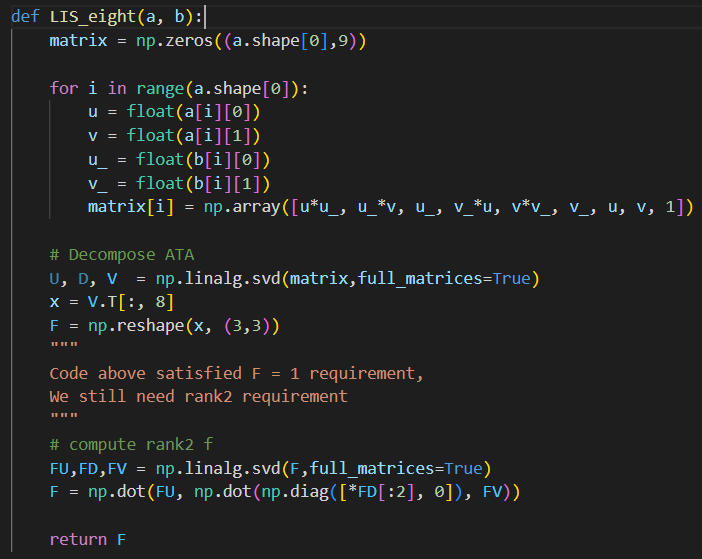 def LIS_eight(a, b):
    matrix = np.zeros((a.shape[0],9))
    for i in range(a.shape[0]):
        u = float(a[i][0])
        v = float(a[i][1])
        u_ = float(b[i][0])
        v_ = float(b[i][1])
        matrix[i] = np.array([u*u_, u_*v, u_, v_*u, v*v_, v_, u, v, 1])
    # Decompose ATA
    U, D, V  = np.linalg.svd(matrix,full_matrices=True)
    x = V.T[:, 8]
    F = np.reshape(x, (3,3))
    """
    Code above satisfied F = 1 requirement,
    We still need rank2 requirement
    """
    # compute rank2 f
    FU,FD,FV = np.linalg.svd(F,full_matrices=True)
    F = np.dot(FU, np.dot(np.diag([*FD[:2], 0]), FV))
    return F